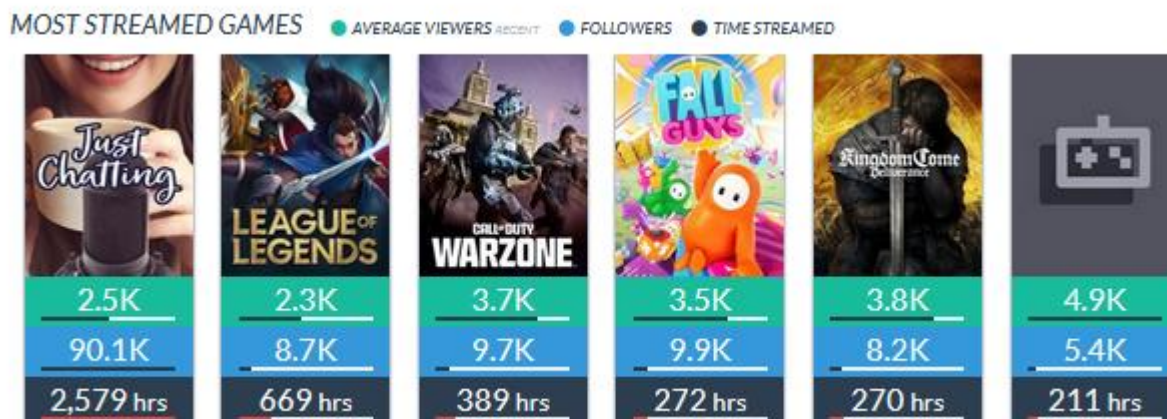 MOST STREAMED GAMES AVERAGE VIEWERS RECENT FOLLOWERS TIME STREAMED
Just
Chatting
LEAGUE OF
LEGENDS
CALL OF DUTY
WARZONE
FALL
GUYS
Kingdom Come
Deliverance
2.5K 2.3K 3.7K 3.5K 3.8K 4.9K
90.1K 8.7K 9.7K 9.9K 8.2K 5.4K
2,579 hrs 669 hrs 389 hrs 272 hrs 270 hrs 211 hrs